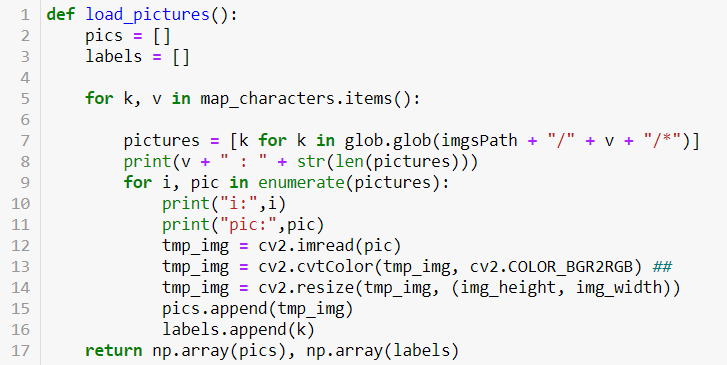 1 def load_pictures():
2     pics = []
3     labels = []
4
5     for k, v in map_characters.items():
6
7         pictures = [k for k in glob.glob(imgsPath + "/" + v + "/*")]
8         print(v + " : " + str(len(pictures)))
9         for i, pic in enumerate(pictures):
10             print("i:",i)
11             print("pic:",pic)
12             tmp_img = cv2.imread(pic)
13             tmp_img = cv2.cvtColor(tmp_img, cv2.COLOR_BGR2RGB) ##
14             tmp_img = cv2.resize(tmp_img, (img_height, img_width))
15             pics.append(tmp_img)
16             labels.append(k)
17     return np.array(pics), np.array(labels)